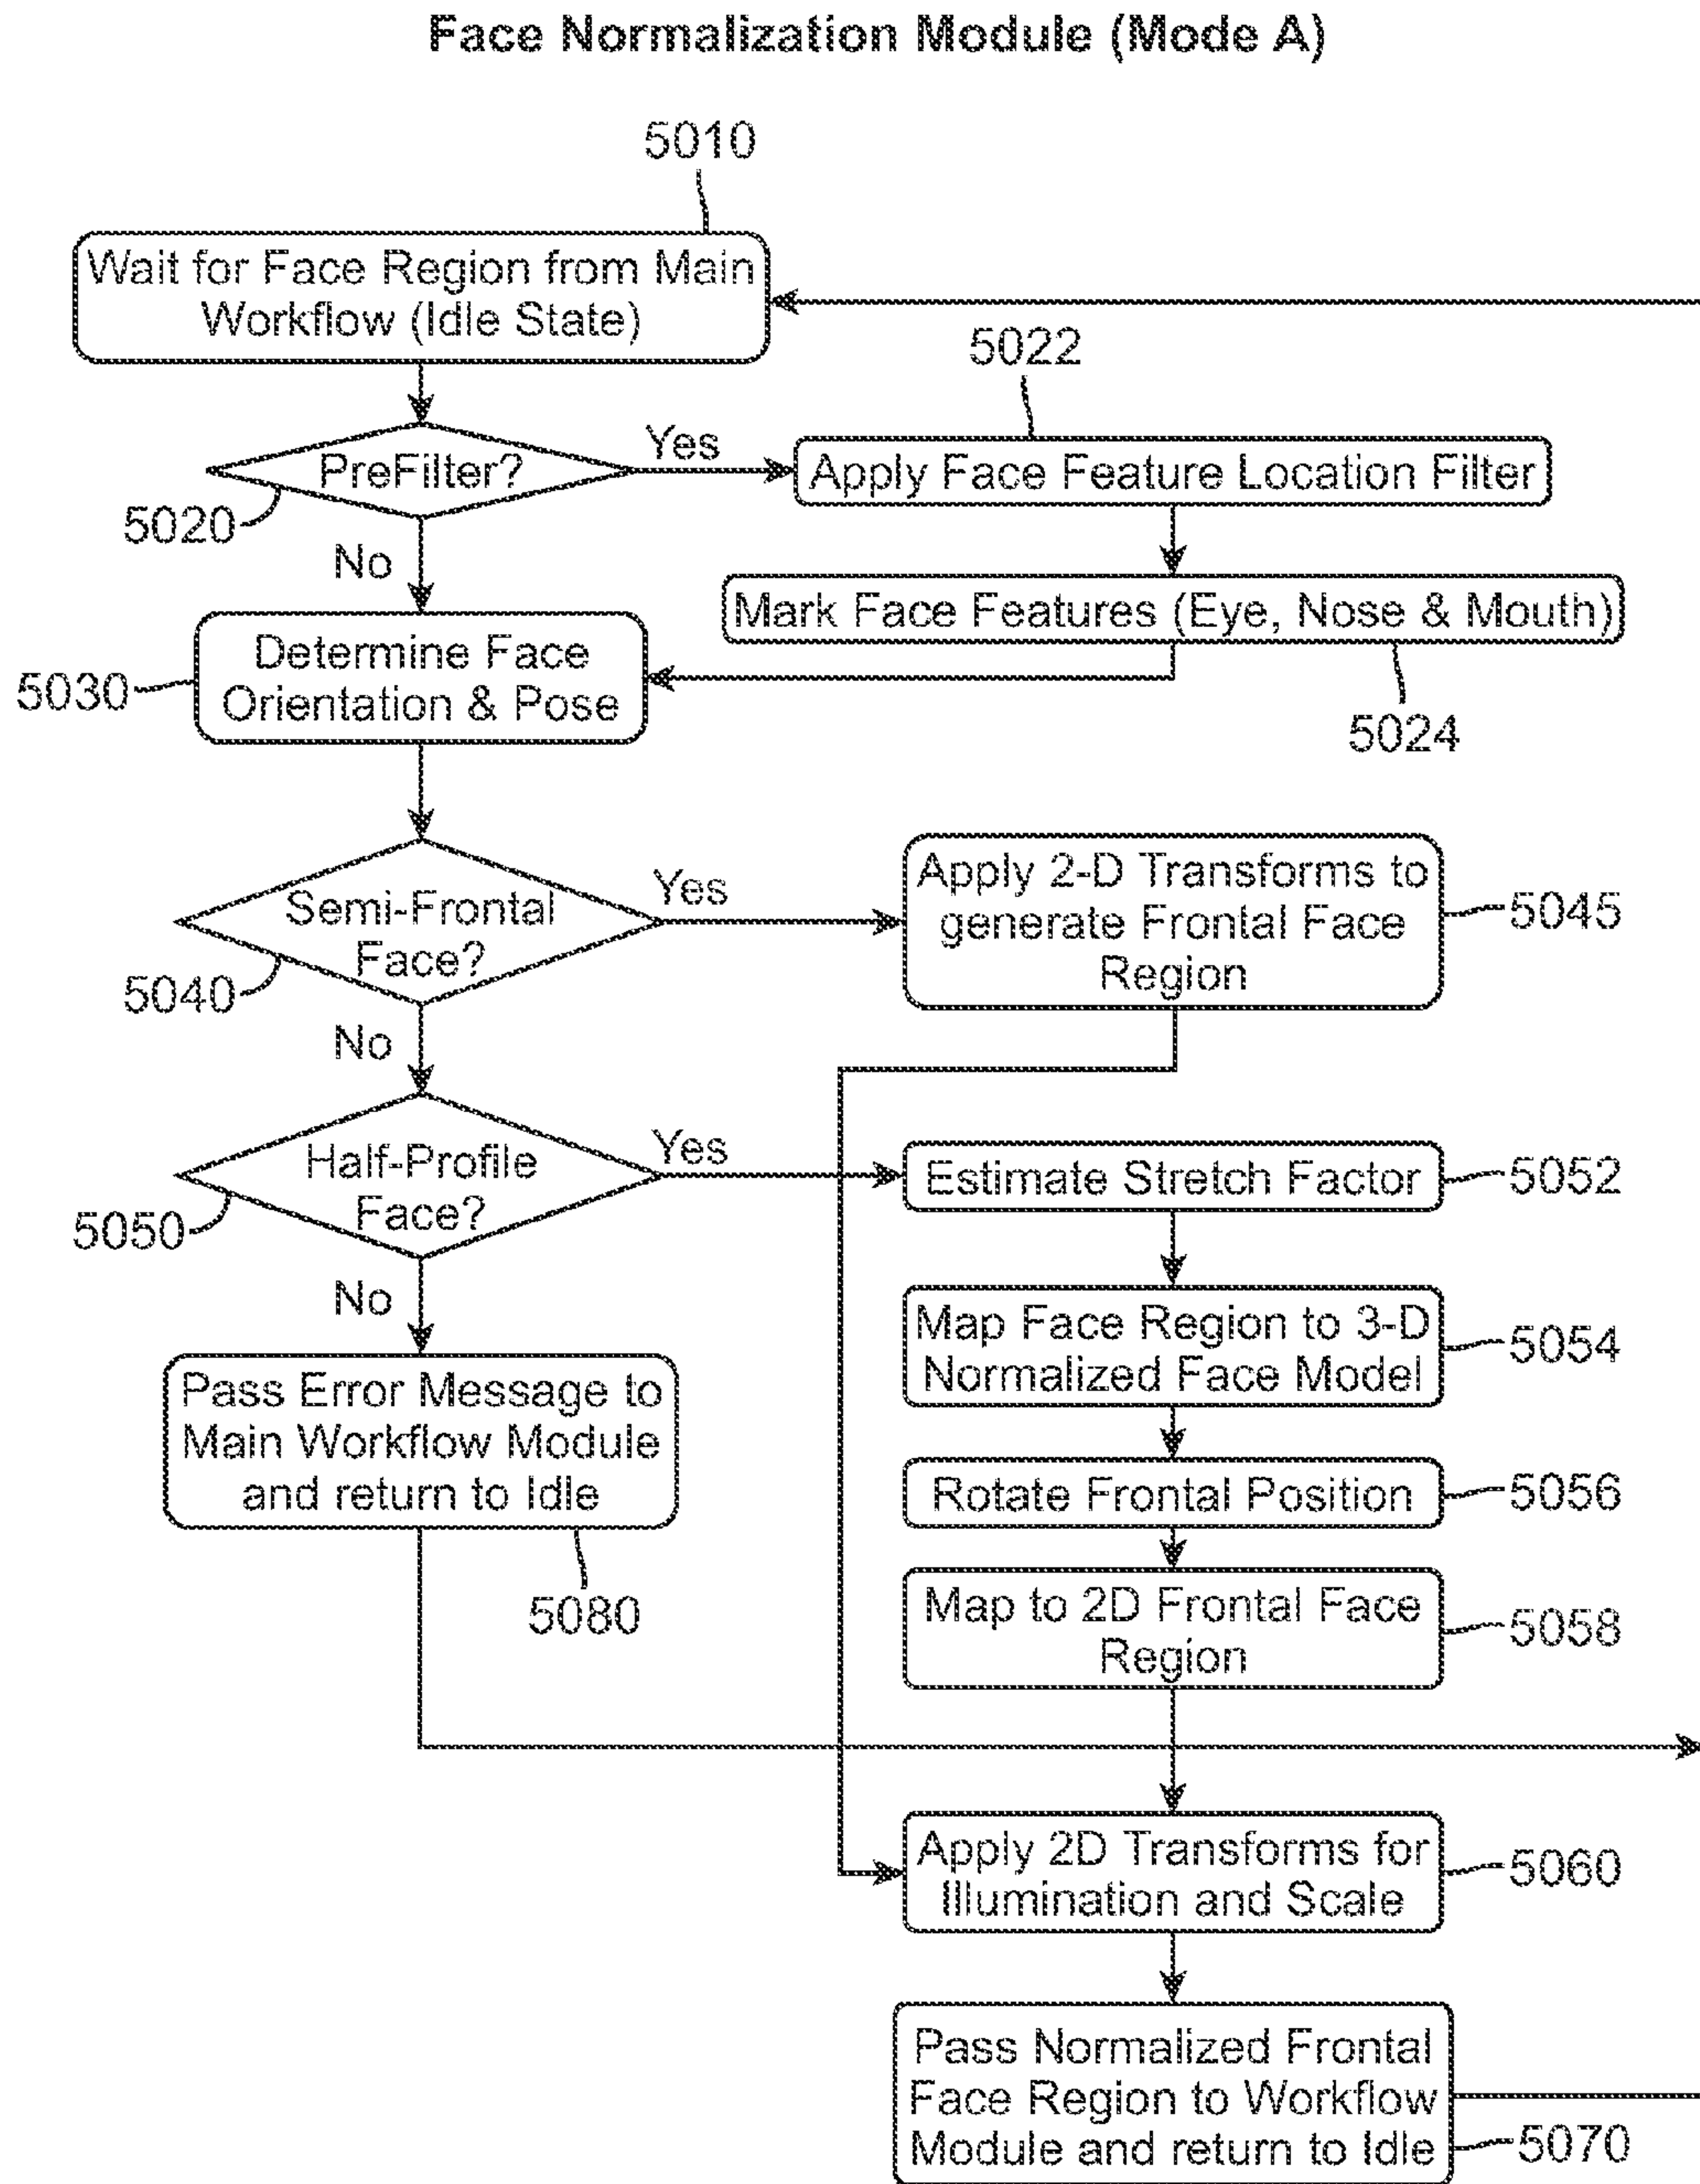 Face Normalization Module (Mode A)
5010
Wait for Face Region from Main
Workflow (Idle State)
5022
PreFilter?
Yes
Apply Face Feature Location Filter
5020
No
Mark Face Features (Eye, Nose & Mouth)
5030
Determine Face
Orientation & Pose
5024
Semi-Frontal
Face?
Yes
5040
Apply 2-D Transforms to
generate Frontal Face
Region
5045
No
Half-Profile
Face?
Yes
5050
Estimate Stretch Factor
5052
No
Map Face Region to 3-D
Normalized Face Model
5054
Pass Error Message to
Main Workflow Module
and return to Idle
5080
Rotate Frontal Position
5056
Map to 2D Frontal Face
Region
5058
Apply 2D Transforms for
Illumination and Scale
5060
Pass Normalized Frontal
Face Region to Workflow
Module and return to Idle
5070